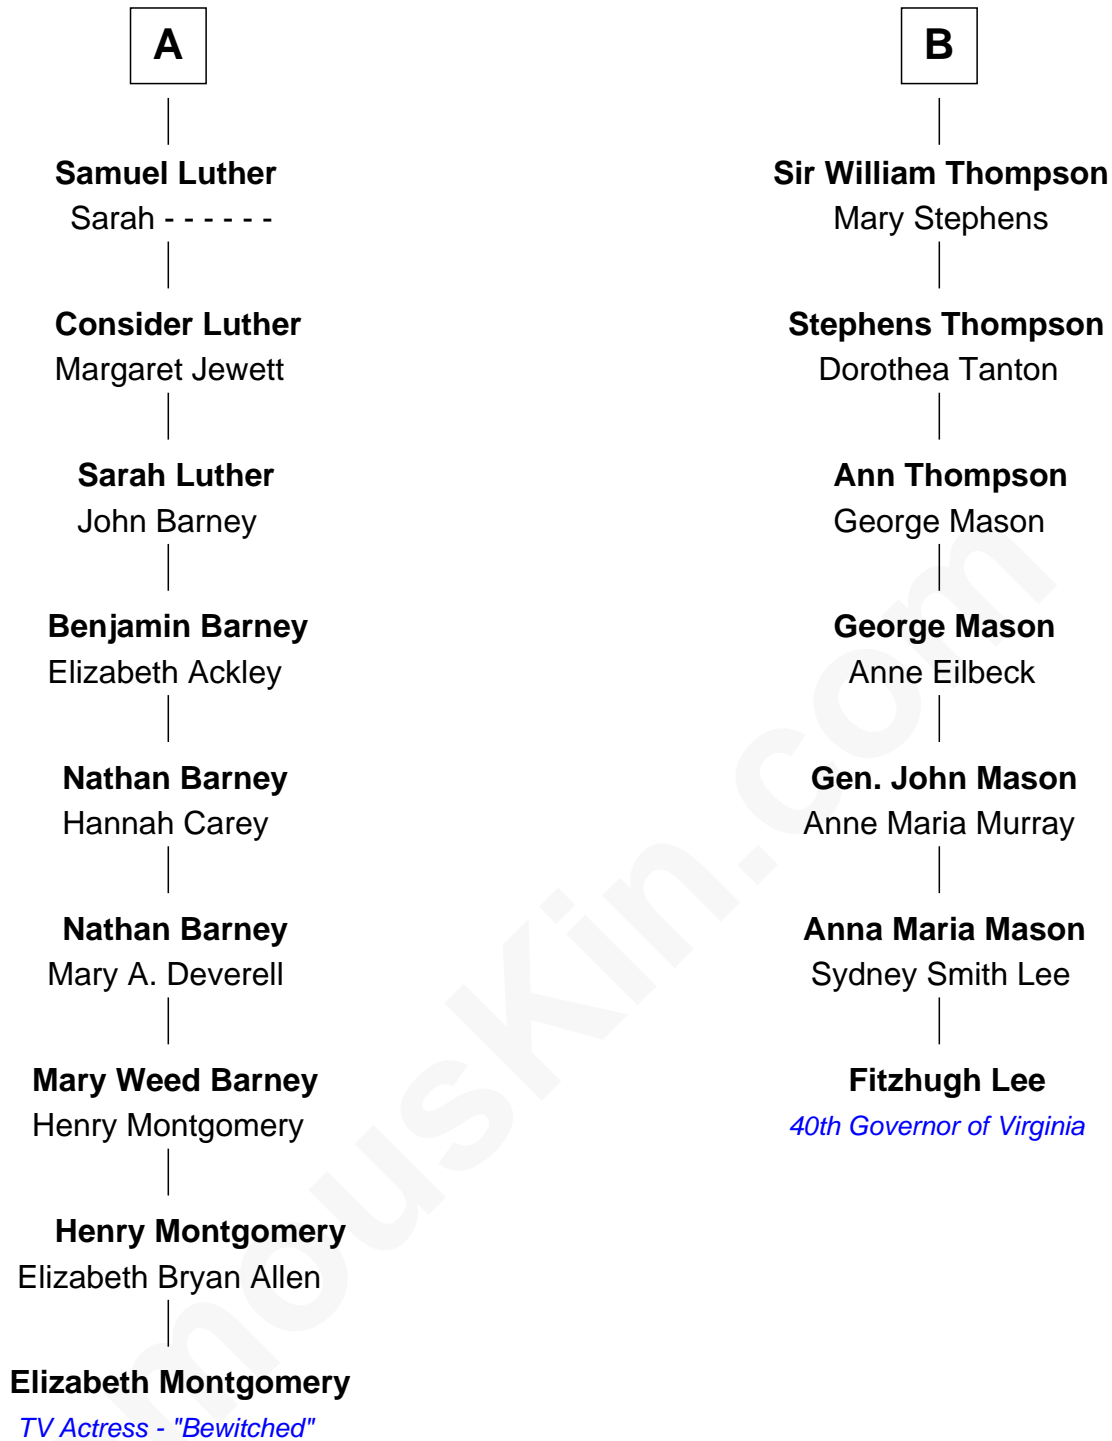 A
Samuel Luther
Sarah - - - - - -
Consider Luther
Margaret Jewett
Sarah Luther
John Barney
Benjamin Barney
Elizabeth Ackley
Nathan Barney
Hannah Carey
Nathan Barney
Mary A. Deverell
Mary Weed Barney
Henry Montgomery
Henry Montgomery
Elizabeth Bryan Allen
Elizabeth Montgomery
TV Actress - "Bewitched"
B
Sir William Thompson
Mary Stephens
Stephens Thompson
Dorothea Tanton
Ann Thompson
George Mason
George Mason
Anne Eilbeck
Gen. John Mason
Anne Maria Murray
Anna Maria Mason
Sydney Smith Lee
Fitzhugh Lee
40th Governor of Virginia
mousKin.com